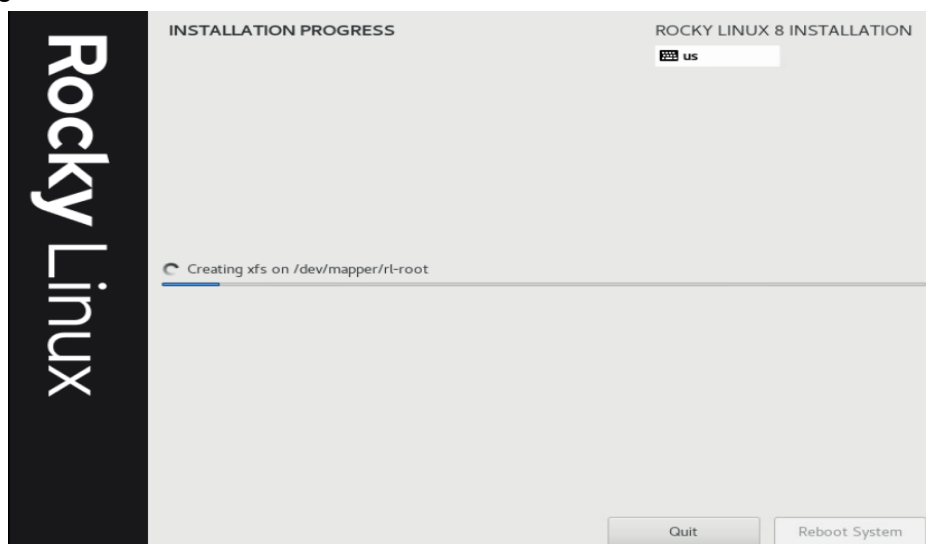 Rocky Linux
INSTALLATION PROGRESS
ROCKY LINUX 8 INSTALLATION
us
Creating xfs on /dev/mapper/rl-root
Quit
Reboot System